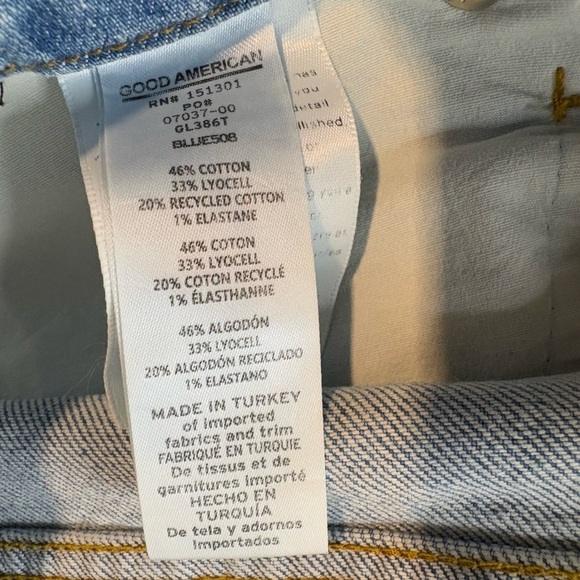 GOOD AMERICAN
RN# 151301
PO#
07037-00
GL386T
BLUE508
46% COTTON
33% LYOCELL
20% RECYCLED COTTON
1% ELASTANE
46% COTON
33% LYOCELL
20% COTON RECYCLÉ
1% ÉLASTHANNE
46% ALGODÓN
33% LYOCELL
20% ALGODÓN RECICLADO
1% ELASTANO
MADE IN TURKEY
of imported
fabrics and trim
FABRIQUÉ EN TURQUIE
De tissus et de
garnitures importé
HECHO EN
TURQUÍA
De tela y adornos
Importados
has
you
detail